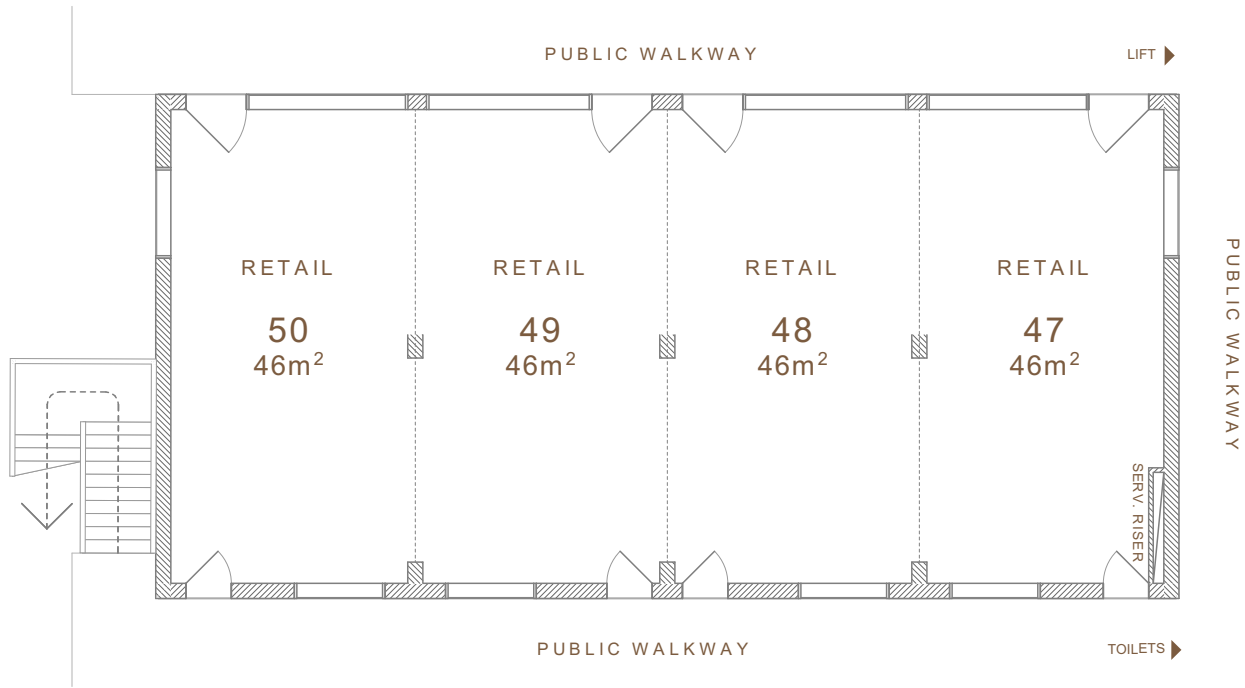 PUBLIC WALKWAY
LIFT
RETAIL
50
46m²
RETAIL
49
46m²
RETAIL
48
46m²
RETAIL
47
46m²
PUBLIC WALKWAY
SERV. RISER
PUBLIC WALKWAY
TOILETS